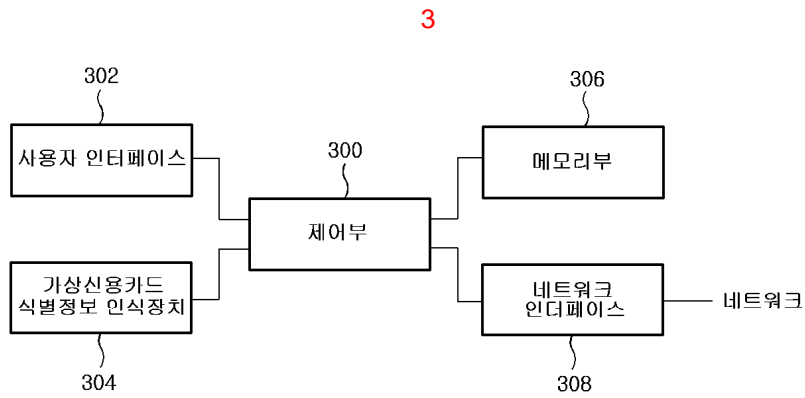 3
302
306
사용자 인터페이스
300
메모리부
제어부
가상신용카드
식별정보 인식장치
네트워크
인더페이스
네트워크
304
308